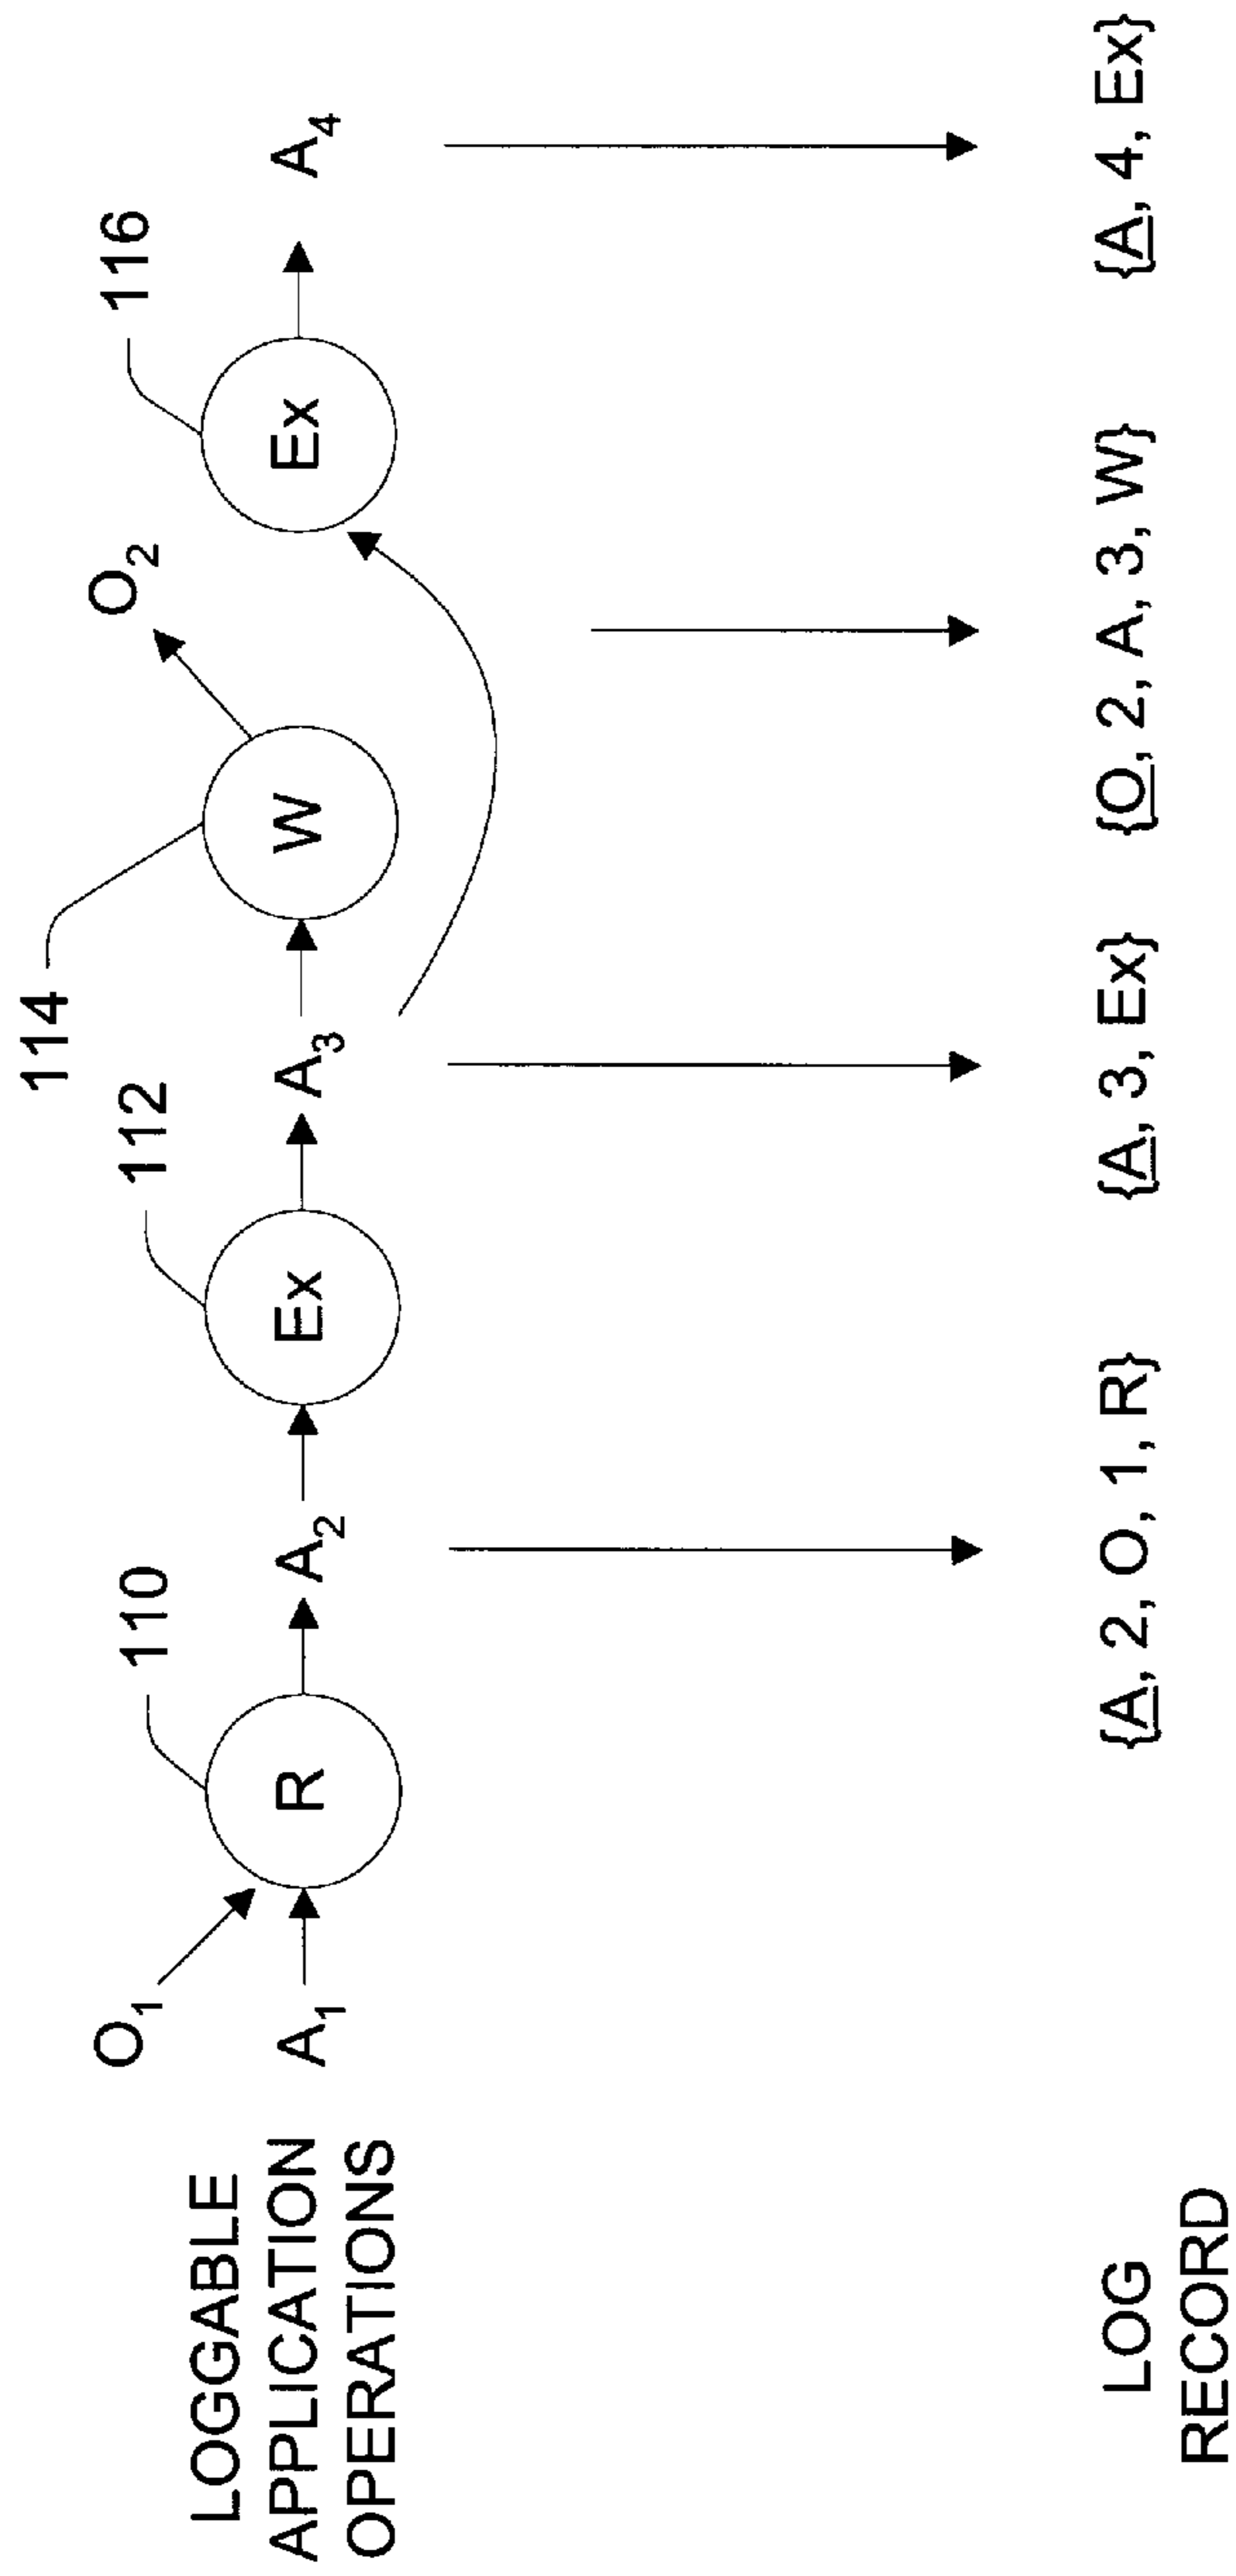 114
110 112 116
O₁ O₂
LOGGABLE
APPLICATION
OPERATIONS
A₁ R A₂ Ex A₃ W Ex A₄
LOG
RECORD
{A, 2, O, 1, R} {A, 3, Ex} {O, 2, A, 3, W} {A, 4, Ex}